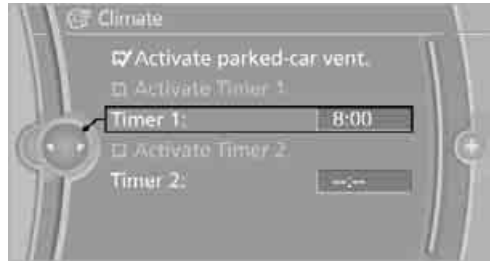 Climate
Activate parked-car vent.
Activate Timer 1
Timer 1: 8:00
Activate Timer 2
Timer 2: --:--